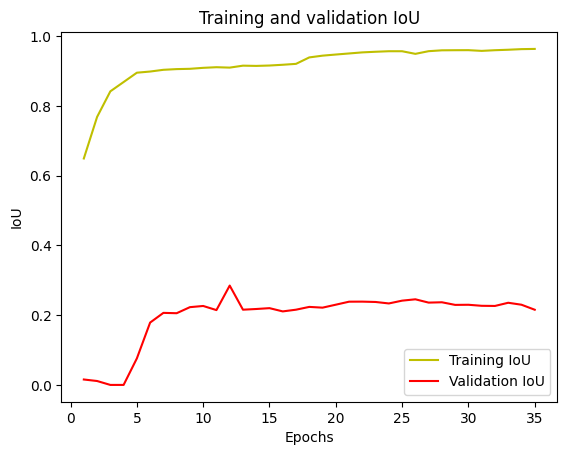 Training and validation IoU
1.0
0.8
0.6
0.4
0.2
0.0
IoU
0 5 10 15 20 25 30 35
Epochs
Training IoU
Validation IoU